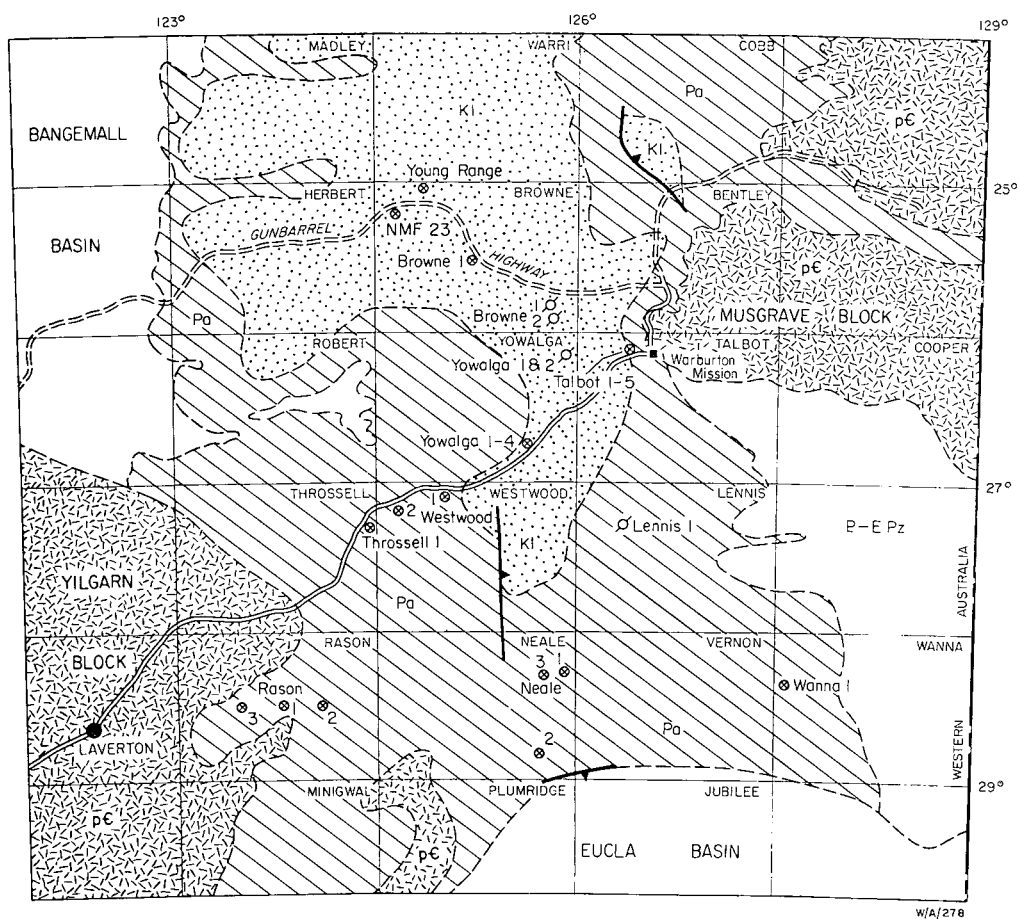 123°
126°
129°
MADLEY
WARRI
COBB
Pa
p€
Kl
BANGEMALL
Kl
Young Range
25°
HERBERT
BROWNE
BENTLEY
NMF 23
GUNBARREL
HIGHWAY
BASIN
Browne 1
p€
Browne 1
2
MUSGRAVE BLOCK
Pa
ROBERT
YOWALGA
TALBOT
COOPER
Yowalga 1&2
Warburton
Mission
Talbot 1-5
?
Yowalga 1-4
27°
THROSSELL
WESTWOOD
LENNIS
1
Westwood
2
Throssell 1
Lennis 1
P-E Pz
Kl
YILGARN
Pa
AUSTRALIA
WESTERN
BLOCK
RASON
NEALE
VERNON
WANNA
3 1
Neale
Wanna 1
Rason
3 1 2
LAVERTON
2
Pa
MINIGWAL
PLUMRIDGE
JUBILEE
29°
p€
p€
EUCLA BASIN
W/A/278